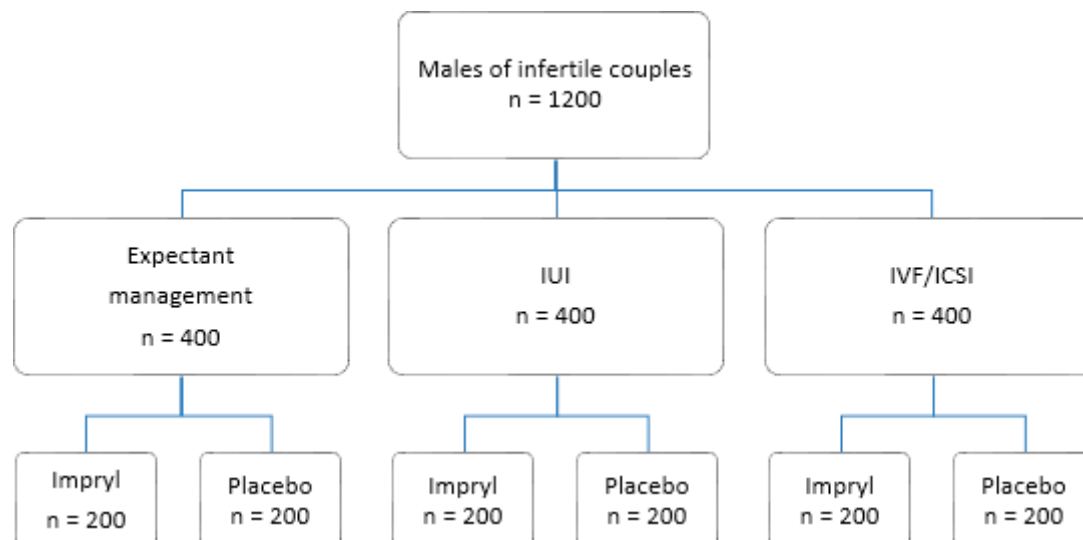 Males of infertile couples
n = 1200
Expectant
management
n = 400
IUI
n = 400
IVF/ICSI
n = 400
Impryl
n = 200
Placebo
n = 200
Impryl
n = 200
Placebo
n = 200
Impryl
n = 200
Placebo
n = 200